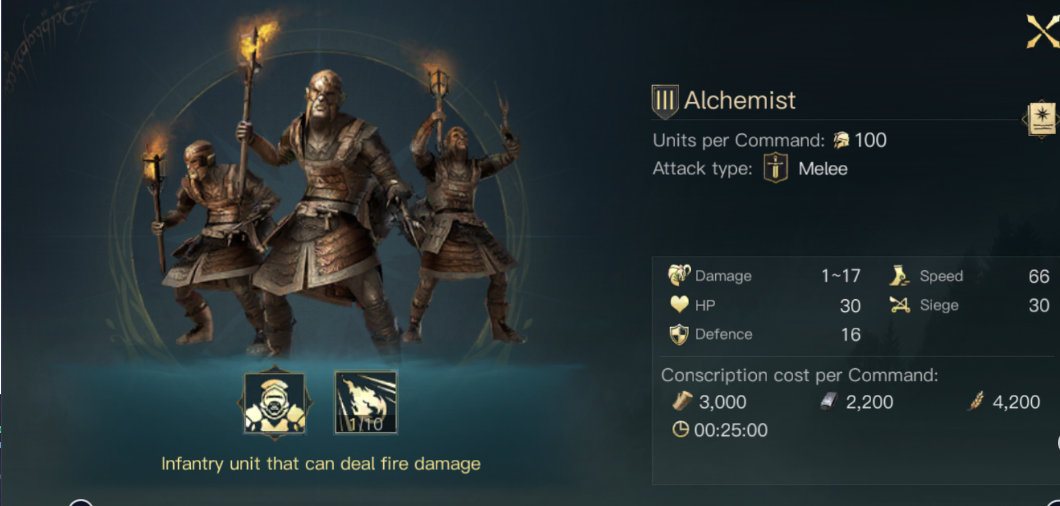 III Alchemist
Units per Command: 100
Attack type: Melee
Damage 1~17 Speed 66
HP 30 Siege 30
Defence 16
Conscription cost per Command:
3,000 2,200 4,200
00:25:00
1/10
Infantry unit that can deal fire damage